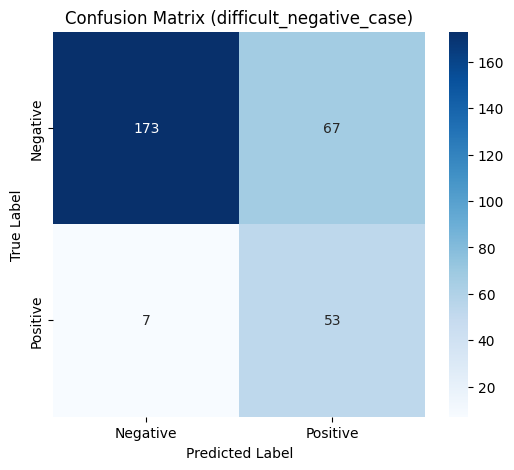 Confusion Matrix (difficult_negative_case)
True Label
Negative
Positive
173
67
7
53
Negative
Positive
Predicted Label
160
140
120
100
80
60
40
20